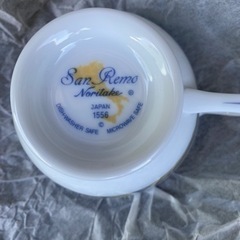 San Remo
Noritake ©
JAPAN
1556
DISHWASHER SAFE © MICROWAVE SAFE